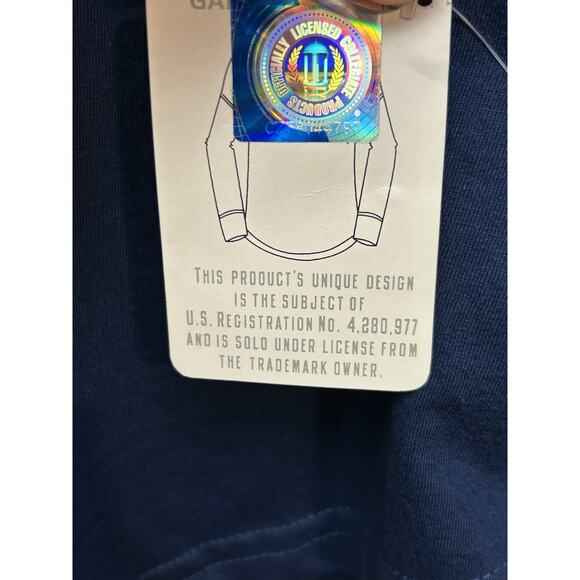 OFFICIALLY LICENSED COLLEGIATE PRODUCTS
®
THIS PRODUCT'S UNIQUE DESIGN
IS THE SUBJECT OF
U.S. REGISTRATION NO. 4,280,977
AND IS SOLD UNDER LICENSE FROM
THE TRADEMARK OWNER.